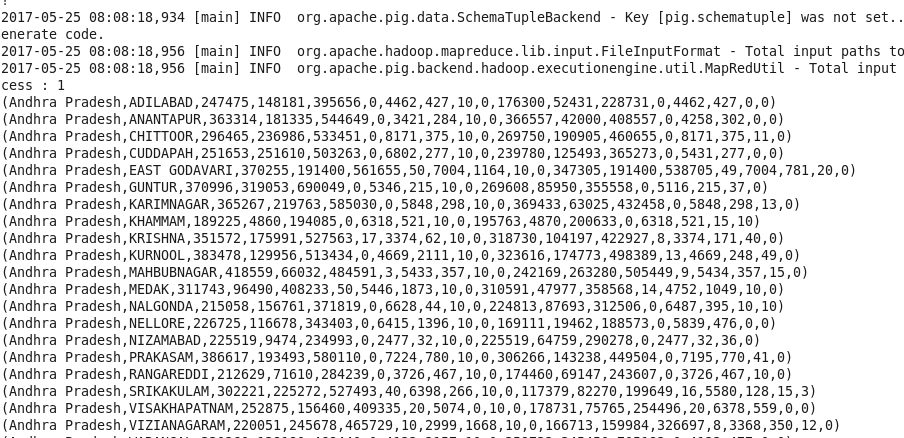 2017-05-25 08:08:18,934 [main] INFO  org.apache.pig.data.SchemaTupleBackend - Key [pig.schematuple] was not set..
enerate code.
2017-05-25 08:08:18,956 [main] INFO  org.apache.hadoop.mapreduce.lib.input.FileInputFormat - Total input paths to
2017-05-25 08:08:18,956 [main] INFO  org.apache.pig.backend.hadoop.executionengine.util.MapRedUtil - Total input
cess : 1
(Andhra Pradesh,ADILABAD,247475,148181,395656,0,4462,427,10,0,176300,52431,228731,0,4462,427,0,0)
(Andhra Pradesh,ANANTAPUR,363314,181335,544649,0,3421,284,10,0,366557,42000,408557,0,4258,302,0,0)
(Andhra Pradesh,CHITTOOR,296465,236986,533451,0,8171,375,10,0,269750,190905,460655,0,8171,375,11,0)
(Andhra Pradesh,CUDDAPAH,251653,251610,503263,0,6802,277,10,0,239780,125493,365273,0,5431,277,0,0)
(Andhra Pradesh,EAST GODAVARI,370255,191400,561655,50,7004,1164,10,0,347305,191400,538705,49,7004,781,20,0)
(Andhra Pradesh,GUNTUR,370996,319053,690049,0,5346,215,10,0,269608,85950,355558,0,5116,215,37,0)
(Andhra Pradesh,KARIMNAGAR,365267,219763,585030,0,5848,298,10,0,369433,63025,432458,0,5848,298,13,0)
(Andhra Pradesh,KHAMMAM,189225,4860,194085,0,6318,521,10,0,195763,4870,200633,0,6318,521,15,10)
(Andhra Pradesh,KRISHNA,351572,175991,527563,17,3374,62,10,0,318730,104197,422927,8,3374,171,40,0)
(Andhra Pradesh,KURNOOL,383478,129956,513434,0,4669,2111,10,0,323616,174773,498389,13,4669,248,49,0)
(Andhra Pradesh,MAHBUBNAGAR,418559,66032,484591,3,5433,357,10,0,242169,263280,505449,9,5434,357,15,0)
(Andhra Pradesh,MEDAK,311743,96490,408233,50,5446,1873,10,0,310591,47977,358568,14,4752,1049,10,0)
(Andhra Pradesh,NALGONDA,215058,156761,371819,0,6628,44,10,0,224813,87693,312506,0,6487,395,10,10)
(Andhra Pradesh,NELLORE,226725,116678,343403,0,6415,1396,10,0,169111,19462,188573,0,5839,476,0,0)
(Andhra Pradesh,NIZAMABAD,225519,9474,234993,0,2477,32,10,0,225519,64759,290278,0,2477,32,36,0)
(Andhra Pradesh,PRAKASAM,386617,193493,580110,0,7224,780,10,0,306266,143238,449504,0,7195,770,41,0)
(Andhra Pradesh,RANGAREDDI,212629,71610,284239,0,3726,467,10,0,174460,69147,243607,0,3726,467,10,0)
(Andhra Pradesh,SRIKAKULAM,302221,225272,527493,40,6398,266,10,0,117379,82270,199649,16,5580,128,15,3)
(Andhra Pradesh,VISAKHAPATNAM,252875,156460,409335,20,5074,0,10,0,178731,75765,254496,20,6378,559,0,0)
(Andhra Pradesh,VIZIANAGARAM,220051,245678,465729,10,2999,1668,10,0,166713,159984,326697,8,3368,350,12,0)